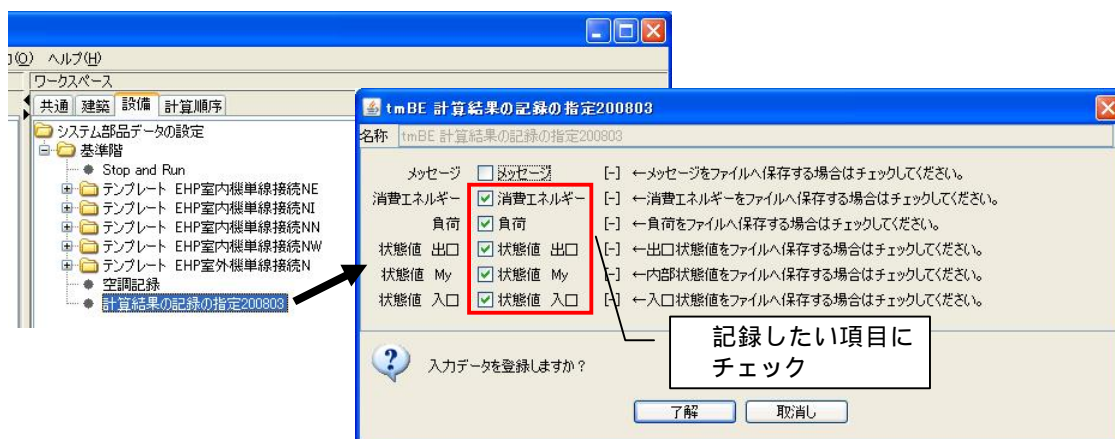 (O) ヘルプ(H)
ワークスペース
共通 建築 設備 計算順序
システム部品データの設定
基準階
Stop and Run
テンプレート EHP室内機単線接続NE
テンプレート EHP室内機単線接続NI
テンプレート EHP室内機単線接続NN
テンプレート EHP室内機単線接続NW
テンプレート EHP室外機単線接続N
空調記録
計算結果の記録の指定200803
tmBE 計算結果の記録の指定200803
名称 tmBE 計算結果の記録の指定200803
メッセージ メッセージ [-] ←メッセージをファイルへ保存する場合はチェックしてください。
消費エネルギー 消費エネルギー [-] ←消費エネルギーをファイルへ保存する場合はチェックしてください。
負荷 負荷 [-] ←負荷をファイルへ保存する場合はチェックしてください。
状態値 出口 状態値 出口 [-] ←出口状態値をファイルへ保存する場合はチェックしてください。
状態値 My 状態値 My [-] ←内部状態値をファイルへ保存する場合はチェックしてください。
状態値 入口 状態値 入口 [-] ←入口状態値をファイルへ保存する場合はチェックしてください。
記録したい項目に
チェック
入力データを登録しますか?
了解 取消し